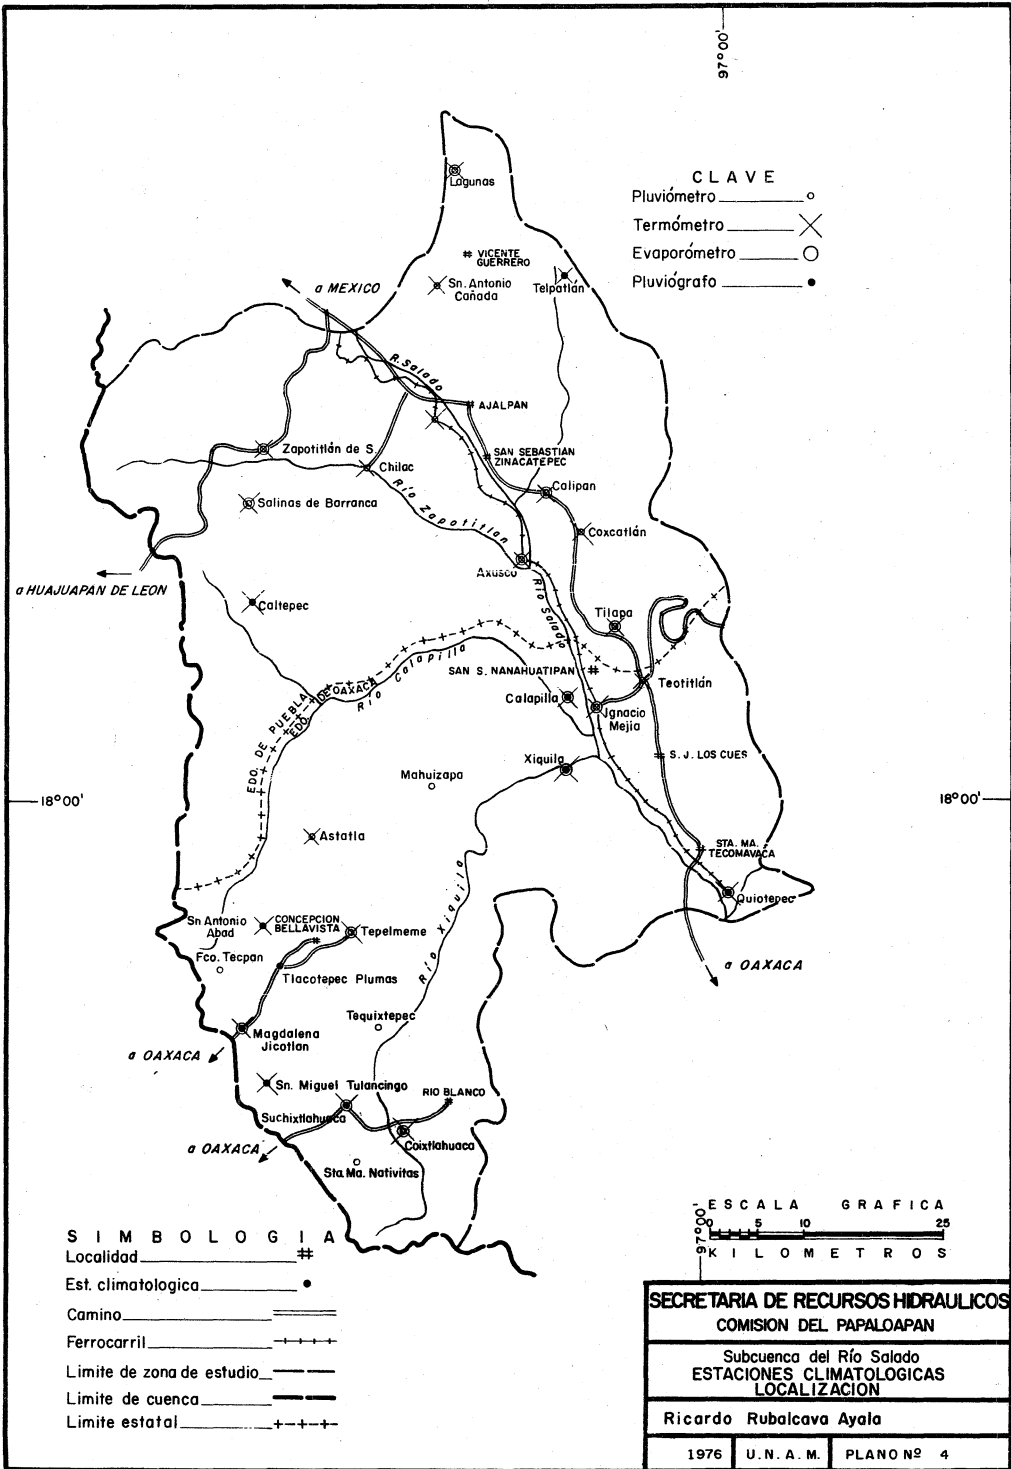 97°00'
Lagunas
C L A V E
Pluviómetro
Termómetro
Evaporómetro
Pluviógrafo
VICENTE
GUERRERO
Sn. Antonio
Cañada
Telpatlán
a MEXICO
R. Salado
AJALPAN
Zapotitlán de S.
SAN SEBASTIAN
ZINACATEPEC
Chilac
Calipan
Salinas de Barranca
Río Zapotitlan
Coxcatlán
Axusco
a HUAJUAPAN DE LEON
Río Salado
Caltepec
Tilapa
Río Calapilla
SAN S. NANAHUATIPAN
Teotitlán
EDO. DE PUEBLA
EDO. DE OAXACA
Calapilla
Ignacio
Mejía
Xiquila
S. J. LOS CUES
Mahuizapa
18°00'
18°00'
Astatla
STA. MA.
TECOMAVACA
Río Xiquila
Quiotepec
Sn Antonio
Abad
CONCEPCION
BELLAVISTA
Tepelmeme
Fco. Tecpan
a OAXACA
Tlacotepec Plumas
Tequixtepec
Magdalena
Jicotlan
a OAXACA
Sn. Miguel Tulancingo
RIO BLANCO
Suchixtlahuaca
a OAXACA
Coixtlahuaca
Sta. Ma. Nativitas
S I M B O L O G I A
Localidad
Est. climatologica
Camino
Ferrocarril
Limite de zona de estudio
Limite de cuenca
Limite estatal
97°00'
E S C A L A G R A F I C A
0 5 10 25
K I L O M E T R O S
SECRETARIA DE RECURSOS HIDRAULICOS
COMISION DEL PAPALOAPAN
Subcuenca del Río Salado
ESTACIONES CLIMATOLOGICAS
LOCALIZACION
Ricardo Rubalcava Ayala
1976 U.N.A.M. PLANO Nº 4